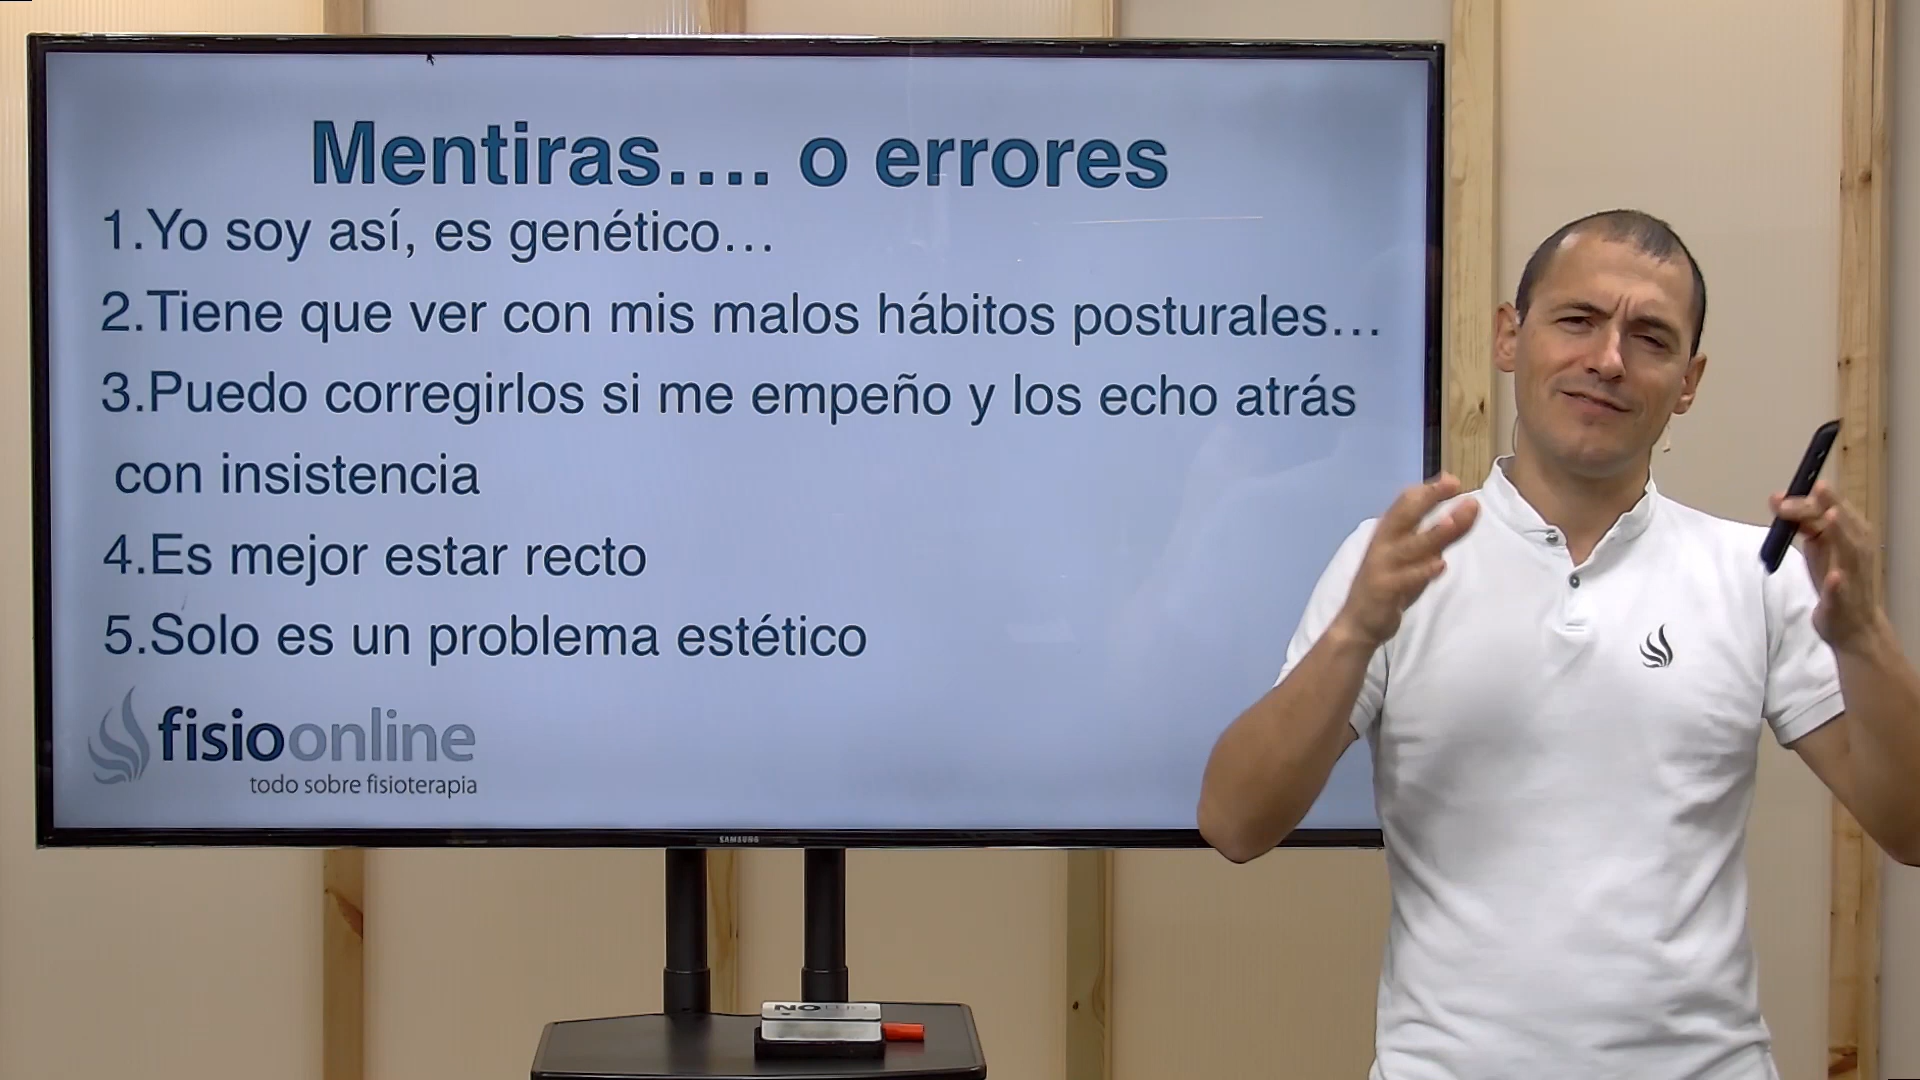 Mentiras.... o errores
1.Yo soy así, es genético...
2.Tiene que ver con mis malos hábitos posturales...
3.Puedo corregirlos si me empeño y los echo atrás
con insistencia
4.Es mejor estar recto
5.Solo es un problema estético
fisioonline
todo sobre fisioterapia
SAMSUNG